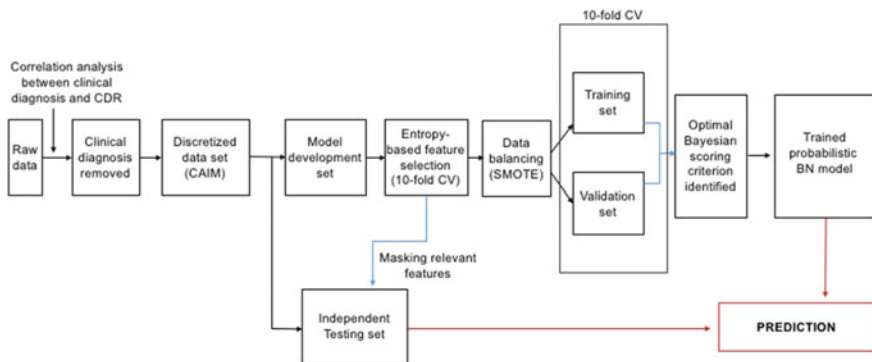 10-fold CV
Correlation analysis
between clinical
diagnosis and CDR
Raw
data
Clinical
diagnosis
removed
Discretized
data set
(CAIM)
Model
development
set
Entropy-
based feature
selection
(10-fold CV)
Data
balancing
(SMOTE)
Training
set
Validation
set
Optimal
Bayesian
scoring
criterion
identified
Trained
probabilistic
BN model
Masking relevant
features
Independent
Testing set
PREDICTION